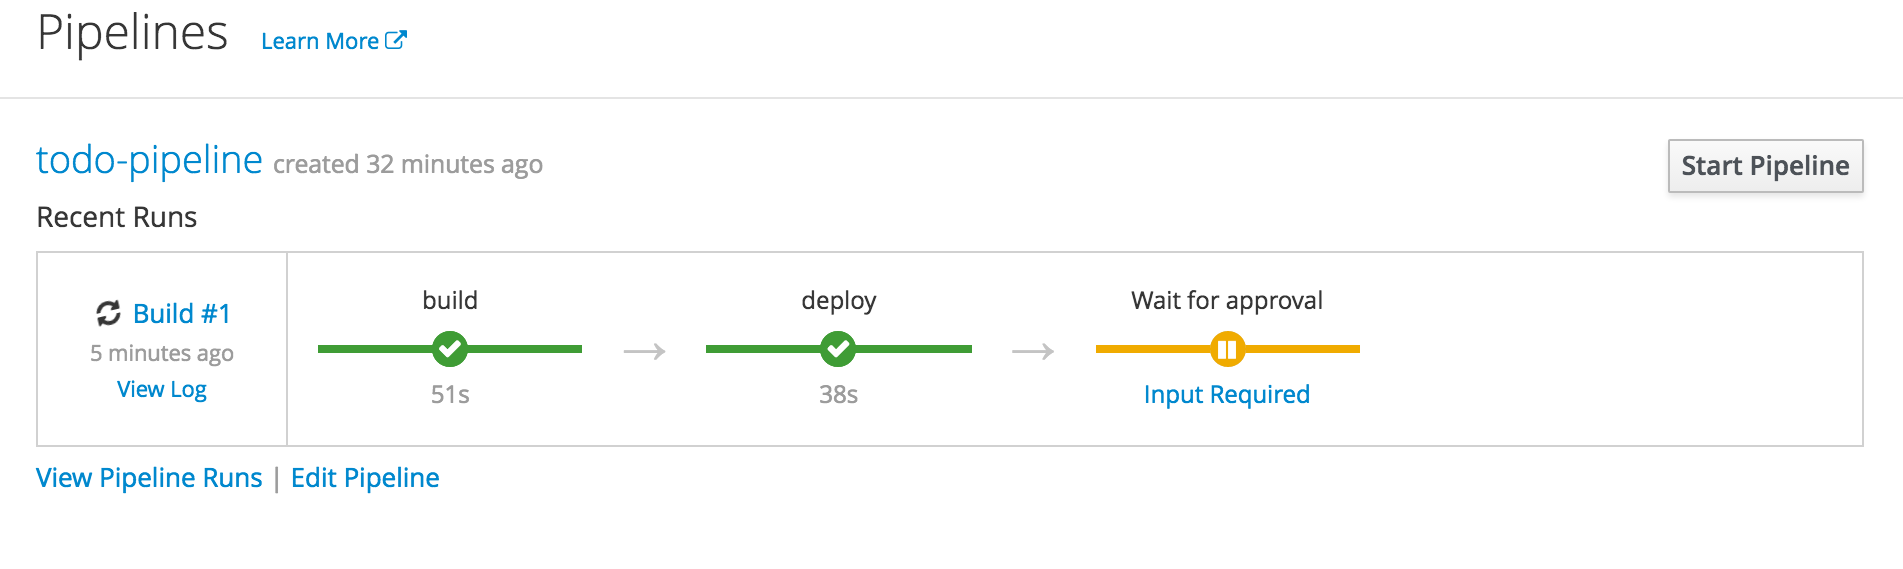 Pipelines Learn More
todo-pipeline created 32 minutes ago
Start Pipeline
Recent Runs
Build #1
5 minutes ago
View Log
build
51s
deploy
38s
Wait for approval
Input Required
View Pipeline Runs | Edit Pipeline